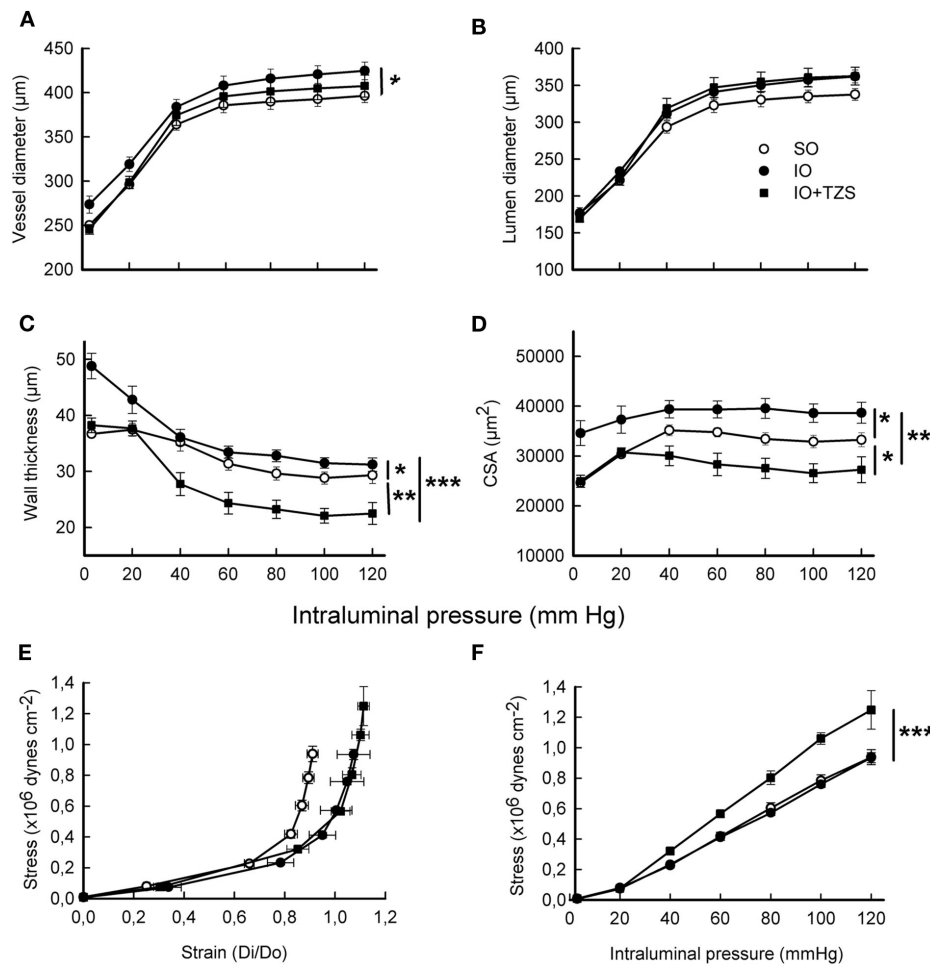 A
Vessel diameter (µm)
450
400
350
300
250
200
*
B
Lumen diameter (µm)
400
350
300
250
200
150
100
SO
IO
IO+TZS
C
Wall thickness (µm)
50
40
30
20
0 20 40 60 80 100 120
*
**
***
D
CSA (µm²)
50000
40000
30000
20000
10000
0 20 40 60 80 100 120
*
*
**
Intraluminal pressure (mm Hg)
E
Stress (x10⁶ dynes cm⁻²)
1,4
1,2
1,0
0,8
0,6
0,4
0,2
0,0
0,0 0,2 0,4 0,6 0,8 1,0 1,2
Strain (Di/Do)
F
Stress (x10⁶ dynes cm⁻²)
1,4
1,2
1,0
0,8
0,6
0,4
0,2
0,0
0 20 40 60 80 100 120
Intraluminal pressure (mmHg)
***